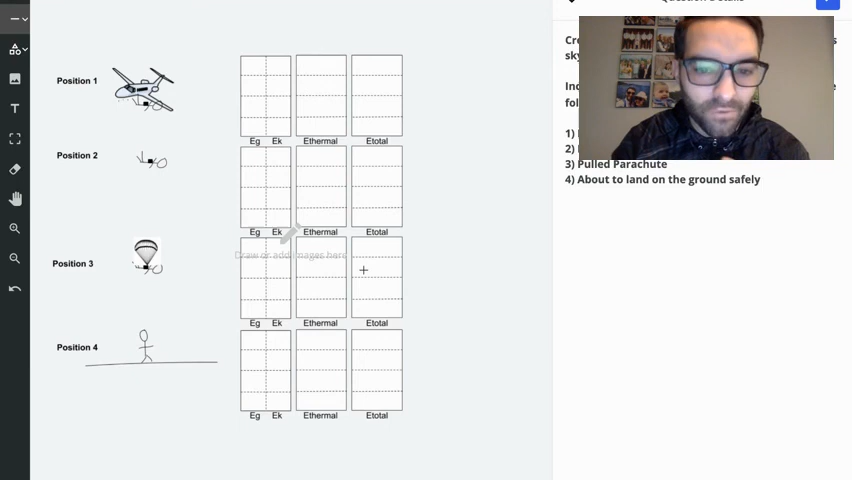 Position 1
Eg Ek Ethermal Etotal
Position 2
Eg Ek Ethermal Etotal
Draw or add images here
Position 3
Eg Ek Ethermal Etotal
Position 4
Eg Ek Ethermal Etotal
sky
fol
1)
2)
3) Pulled Parachute
4) About to land on the ground safely